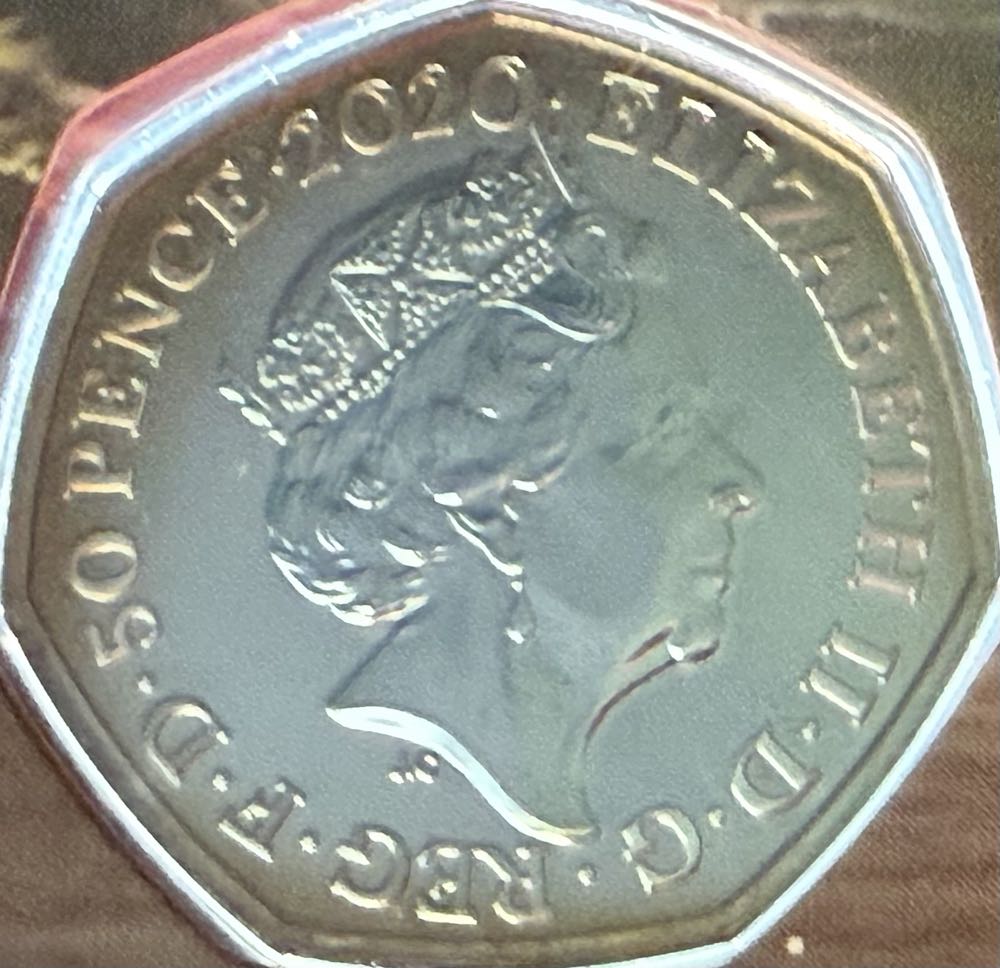 ELIZABETH II · D · G · REG · F · D · 50 PENCE · 2020 ·